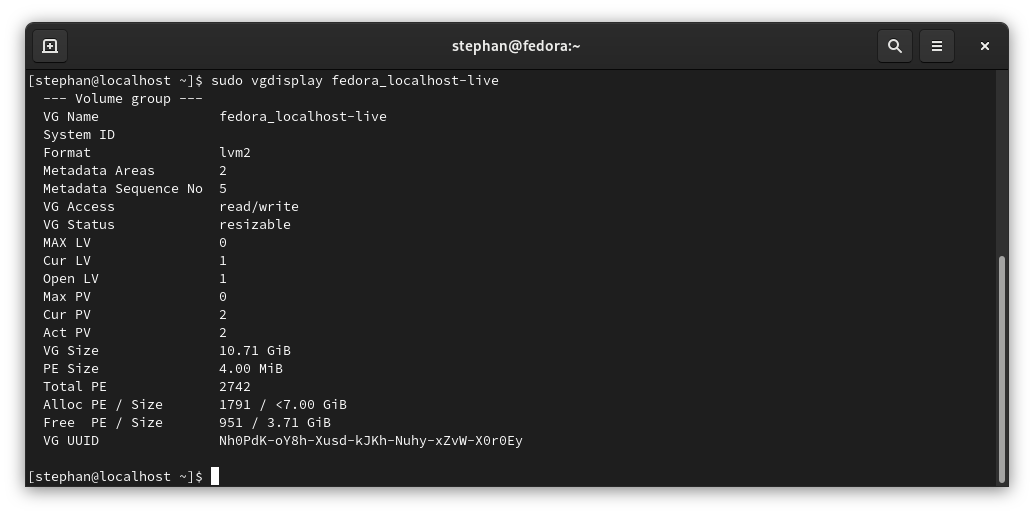 stephan@fedora:~
[stephan@localhost ~]$ sudo vgdisplay fedora_localhost-live
--- Volume group ---
VG Name fedora_localhost-live
System ID
Format lvm2
Metadata Areas 2
Metadata Sequence No 5
VG Access read/write
VG Status resizable
MAX LV 0
Cur LV 1
Open LV 1
Max PV 0
Cur PV 2
Act PV 2
VG Size 10.71 GiB
PE Size 4.00 MiB
Total PE 2742
Alloc PE / Size 1791 / <7.00 GiB
Free  PE / Size 951 / 3.71 GiB
VG UUID Nh0PdK-oY8h-Xusd-kJKh-Nuhy-xZvW-X0r0Ey
[stephan@localhost ~]$